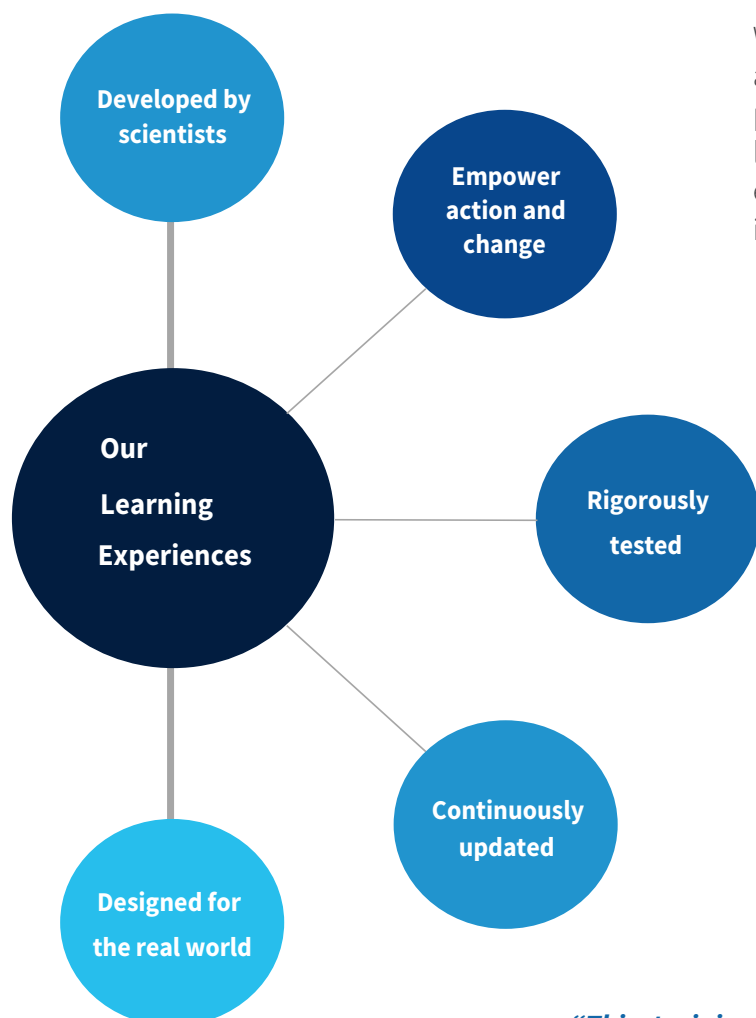 Developed by
scientists
Empower
action and
change
Our
Learning
Experiences
Rigorously
tested
Continuously
updated
Designed for
the real world
“This